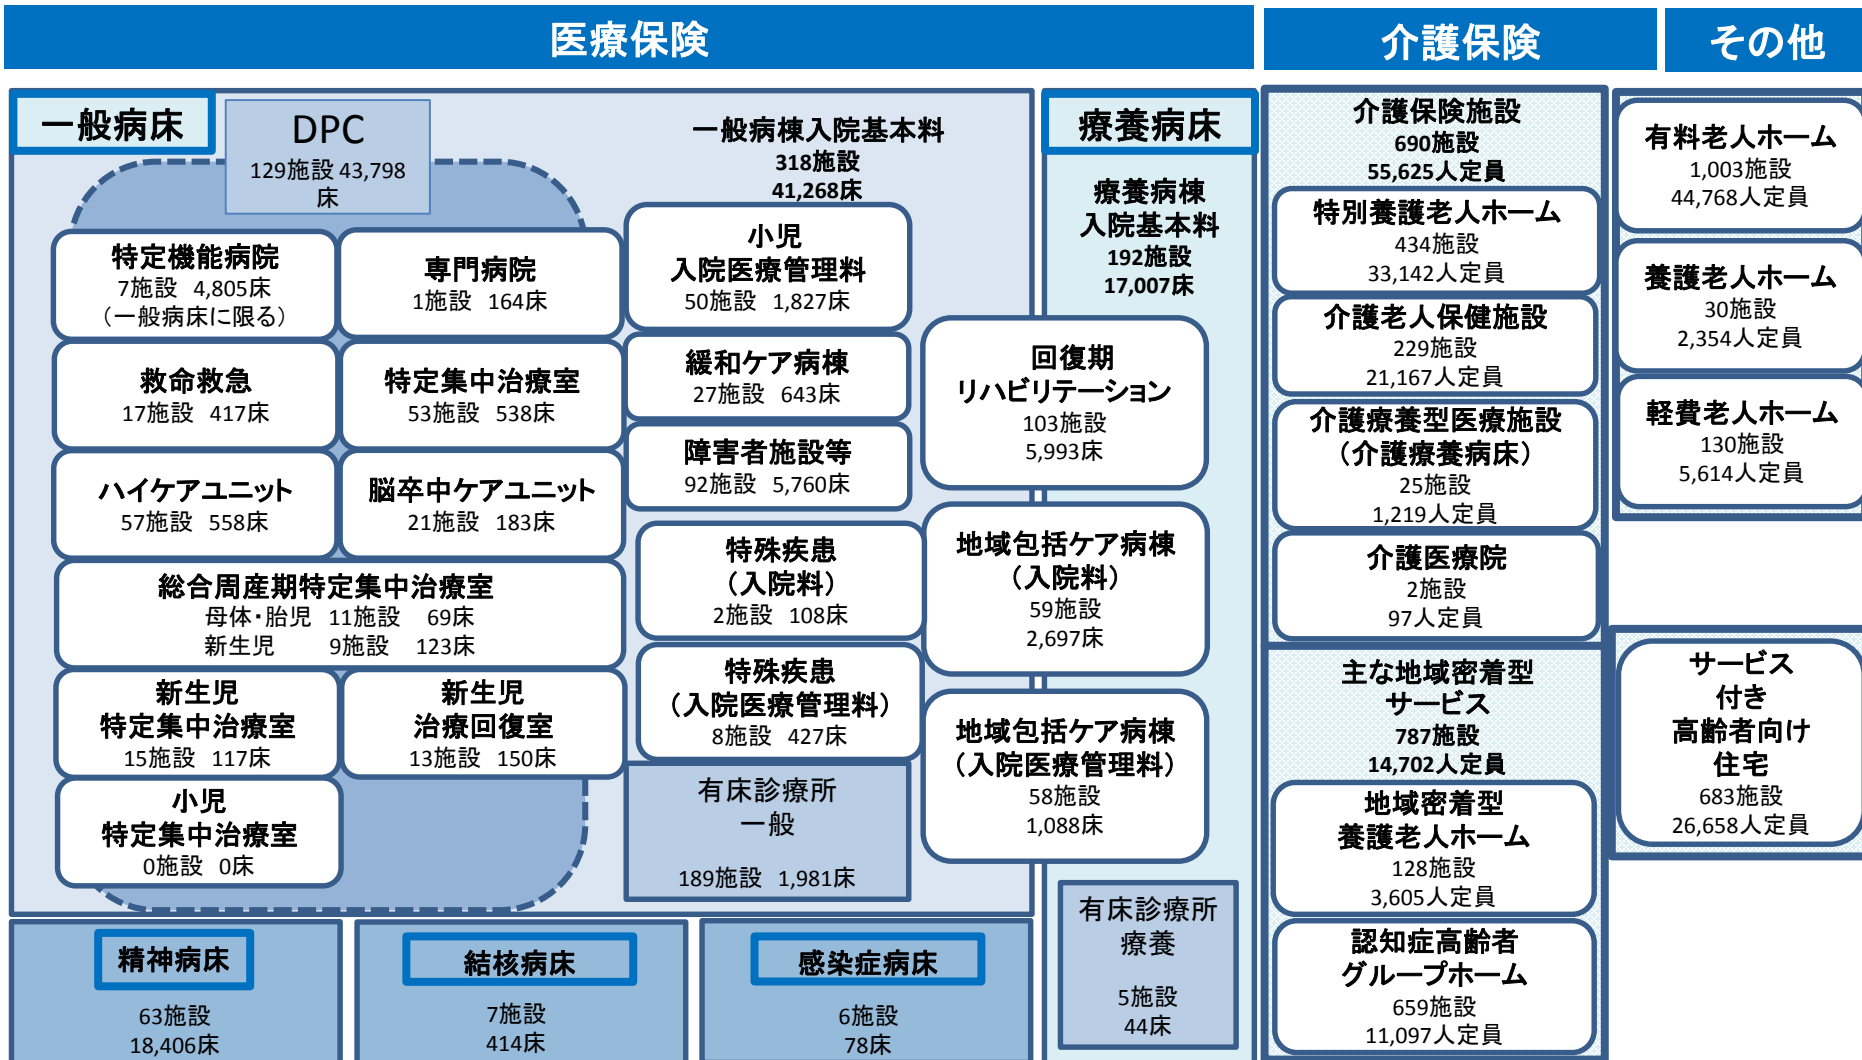 医療保険
介護保険
その他
一般病床
DPC
129施設 43,798
床
一般病棟入院基本料
318施設
41,268床
特定機能病院
7施設 4,805床
（一般病床に限る）
専門病院
1施設 164床
小児
入院医療管理料
50施設 1,827床
救命救急
17施設 417床
特定集中治療室
53施設 538床
緩和ケア病棟
27施設 643床
ハイケアユニット
57施設 558床
脳卒中ケアユニット
21施設 183床
障害者施設等
92施設 5,760床
総合周産期特定集中治療室
母体・胎児 11施設 69床
新生児 9施設 123床
特殊疾患
（入院料）
2施設 108床
新生児
特定集中治療室
15施設 117床
新生児
治療回復室
13施設 150床
特殊疾患
（入院医療管理料）
8施設 427床
小児
特定集中治療室
0施設 0床
有床診療所
一般
189施設 1,981床
療養病床
療養病棟
入院基本料
192施設
17,007床
回復期
リハビリテーション
103施設
5,993床
地域包括ケア病棟
（入院料）
59施設
2,697床
地域包括ケア病棟
（入院医療管理料）
58施設
1,088床
有床診療所
療養
5施設
44床
精神病床
63施設
18,406床
結核病床
7施設
414床
感染症病床
6施設
78床
介護保険施設
690施設
55,625人定員
特別養護老人ホーム
434施設
33,142人定員
介護老人保健施設
229施設
21,167人定員
介護療養型医療施設
（介護療養病床）
25施設
1,219人定員
介護医療院
2施設
97人定員
主な地域密着型
サービス
787施設
14,702人定員
地域密着型
養護老人ホーム
128施設
3,605人定員
認知症高齢者
グループホーム
659施設
11,097人定員
有料老人ホーム
1,003施設
44,768人定員
養護老人ホーム
30施設
2,354人定員
軽費老人ホーム
130施設
5,614人定員
サービス
付き
高齢者向け
住宅
683施設
26,658人定員